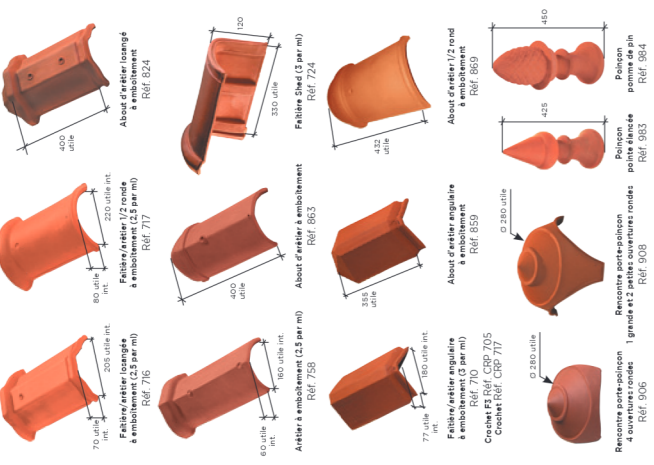 70 utile
int.
205 utile int.
Faîtière/arêtier losangée
à emboîtement (2,5 par ml)
Réf. 716
80 utile
int.
220 utile int.
Faîtière/arêtier 1/2 ronde
à emboîtement (2,5 par ml)
Réf. 717
400
utile
About d'arêtier losangé
à emboîtement
Réf. 824
60 utile
int.
160 utile int.
Arêtier à emboîtement (2,5 par ml)
Réf. 758
400
utile
About d'arêtier à emboîtement
Réf. 863
120
330 utile
Faîtière Shed (3 par ml)
Réf. 724
77 utile
int.
180 utile int.
Faîtière/arêtier angulaire
à emboîtement (3 par ml)
Réf. 710
Crochet F3 Réf. CRP 705
Crochet Réf. CRP 717
355
utile
About d'arêtier angulaire
à emboîtement
Réf. 859
432
utile
About d'arêtier 1/2 rond
à emboîtement
Réf. 869
Ø 280 utile
Rencontre porte-poinçon
4 ouvertures rondes
Réf. 906
Ø 280 utile
Rencontre porte-poinçon
1 grande et 2 petites ouvertures rondes
Réf. 908
425
Poinçon
pointe élancée
Réf. 983
450
Poinçon
pomme de pin
Réf. 984